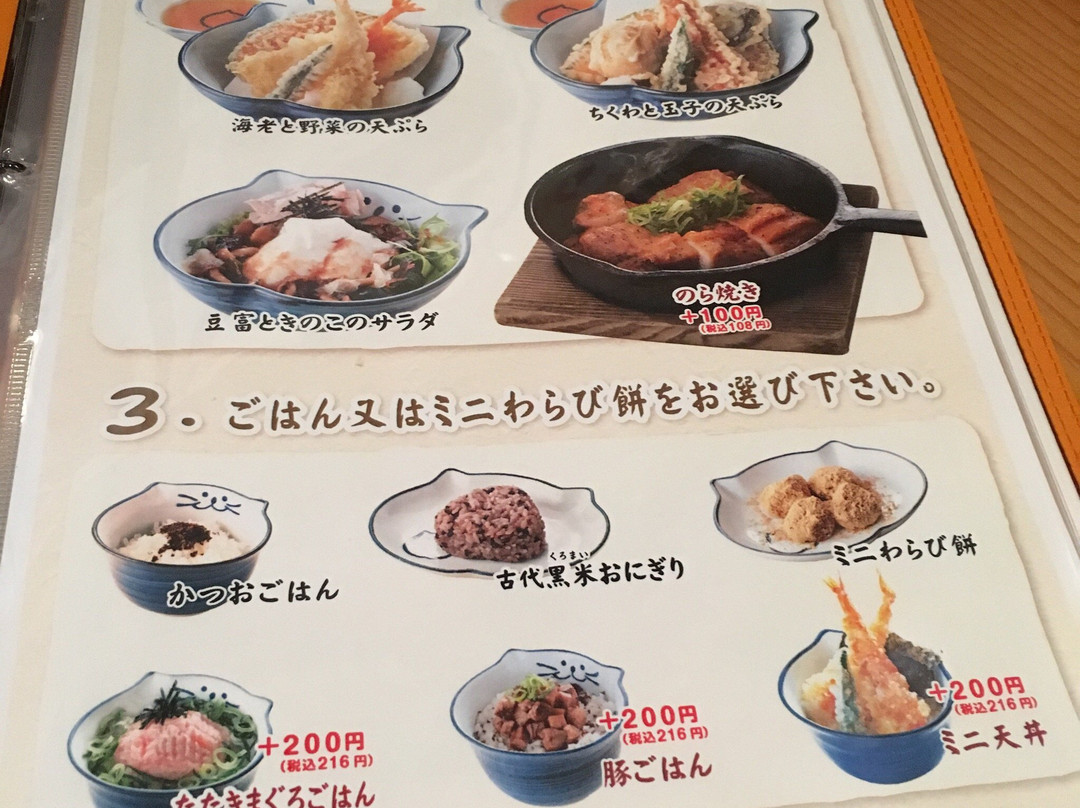 海老と野菜の天ぷら
ちくわと玉子の天ぷら
豆富ときのこのサラダ
のら焼き
+100円
(税込108円)
3.ごはん又はミニわらび餅をお選び下さい。
かつおごはん
くろまい
古代黒米おにぎり
ミニわらび餅
+200円
(税込216円)
たたきまぐろごはん
+200円
(税込216円)
豚ごはん
+200円
(税込216円)
ミニ天丼